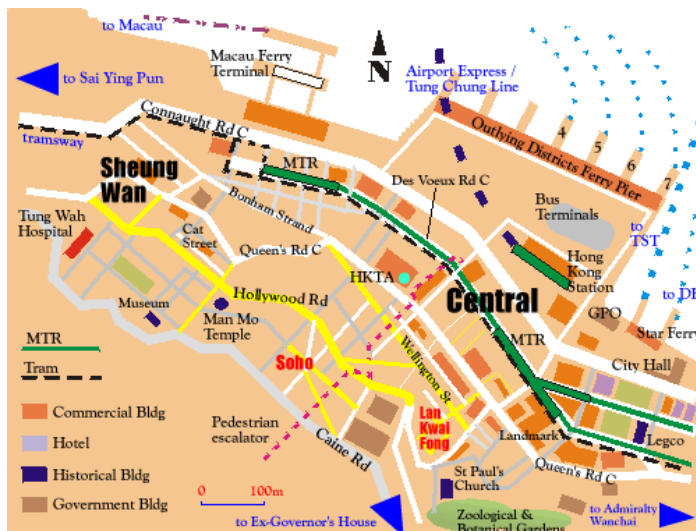 to Macau
Macau Ferry
Terminal
N
Airport Express /
Tung Chung Line
to Sai Ying Pun
Connaught Rd C
Outlying Districts Ferry Pier
4
5
6
7
tramsway
Sheung
Wan
MTR
Des Voeux Rd C
Bonham Strand
Bus
Terminals
Tung Wah
Hospital
Cat
Street
Queen's Rd C
to
TST
HKTA
Hong
Kong
Station
Central
Hollywood Rd
to DB
Museum
Man Mo
Temple
GPO
Star Ferry
MTR
MTR
Wellington St
City Hall
Tram
Soho
Commercial Bldg
Pedestrian
escalator
Lan
Kwai
Fong
Landmark
Legco
Hotel
Caine Rd
Queen's Rd C
Historical Bldg
St Paul's
Church
Government Bldg
0 100m
to Ex-Governor's House
Zoological &
Botanical Gardens
to Admiralty
Wanchai